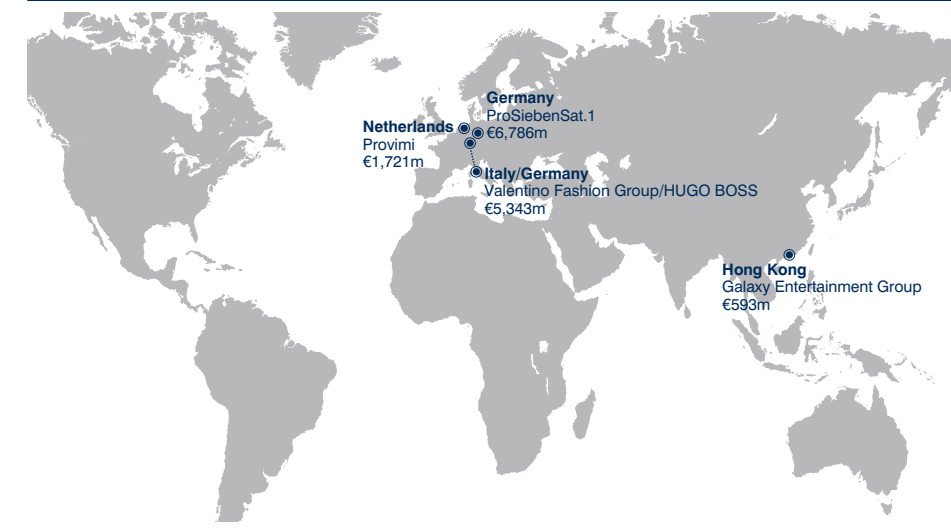 Germany
ProSiebenSat.1
€6,786m
Netherlands
Provimi
€1,721m
Italy/Germany
Valentino Fashion Group/HUGO BOSS
€5,343m
Hong Kong
Galaxy Entertainment Group
€593m